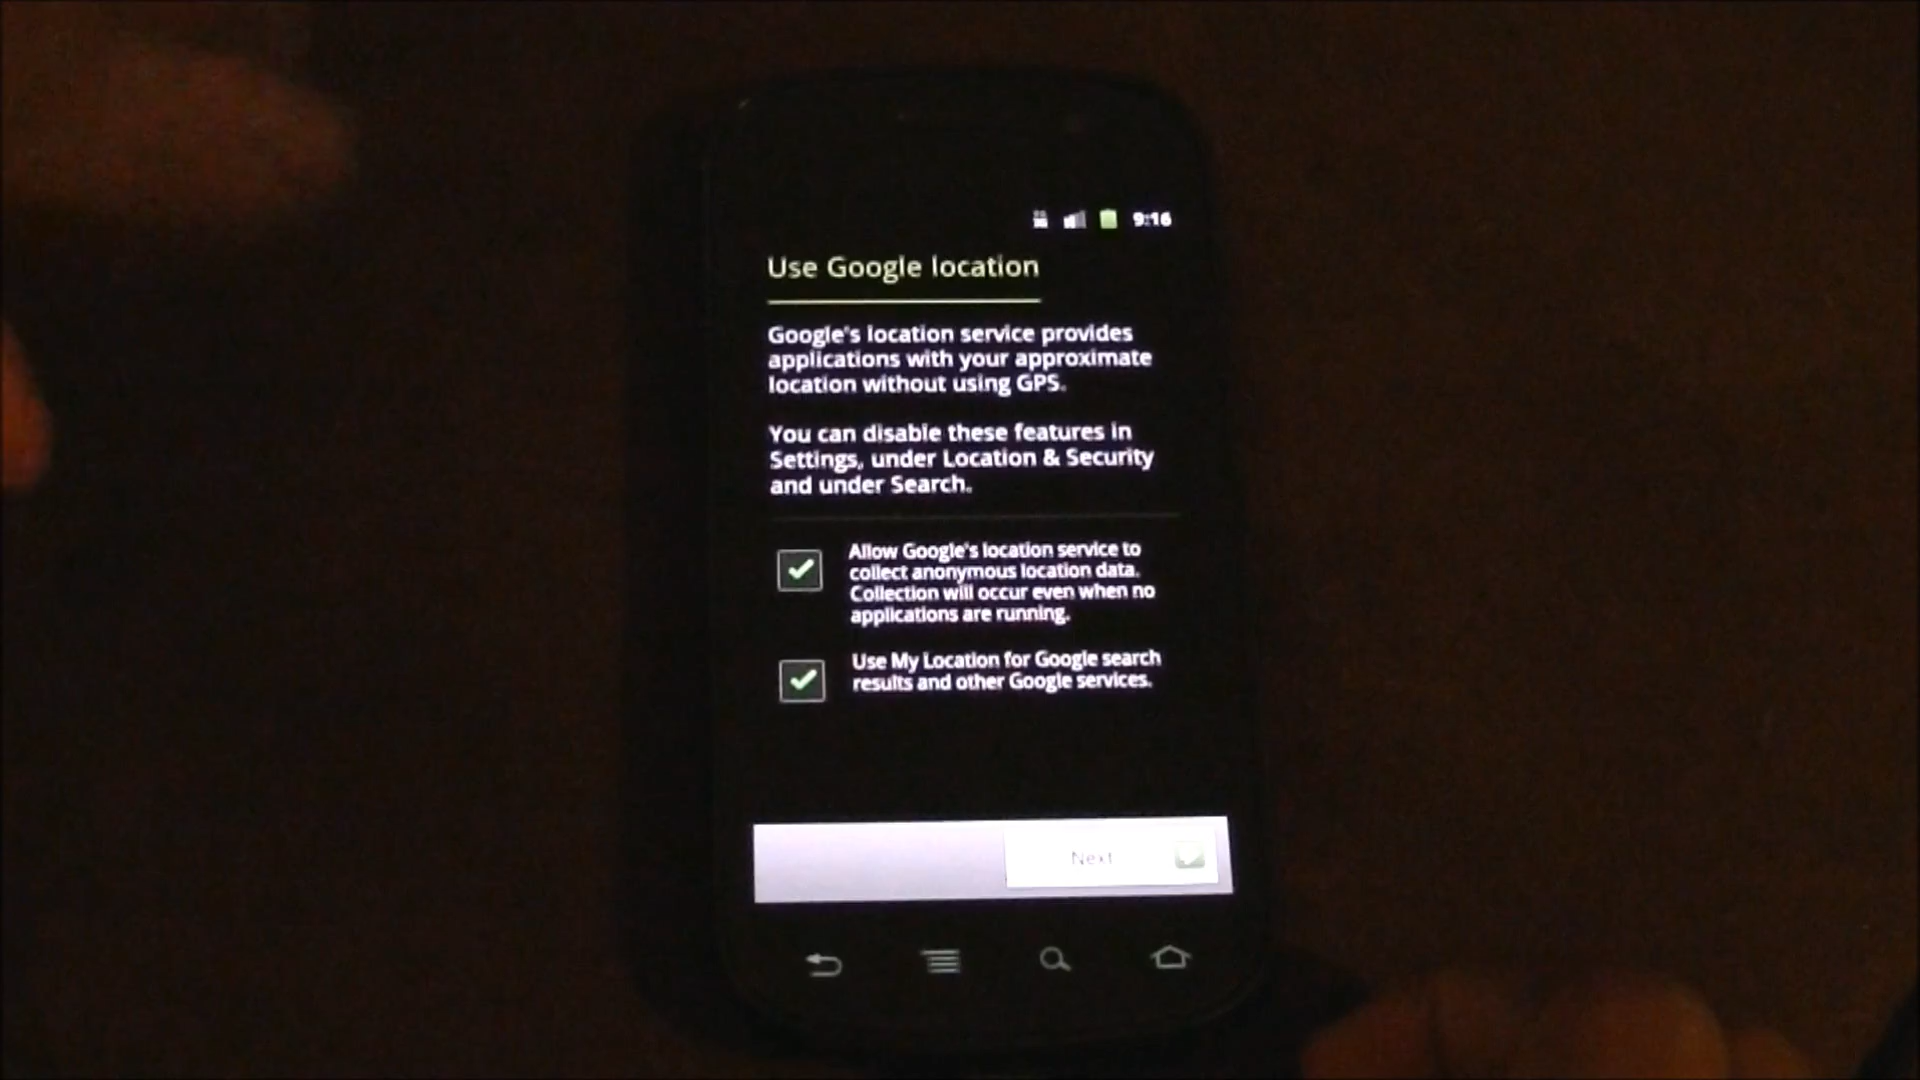 9:16
Use Google location
Google's location service provides
applications with your approximate
location without using GPS.
You can disable these features in
Settings, under Location & Security
and under Search.
Allow Google's location service to
collect anonymous location data.
Collection will occur even when no
applications are running.
Use My Location for Google search
results and other Google services.
Next